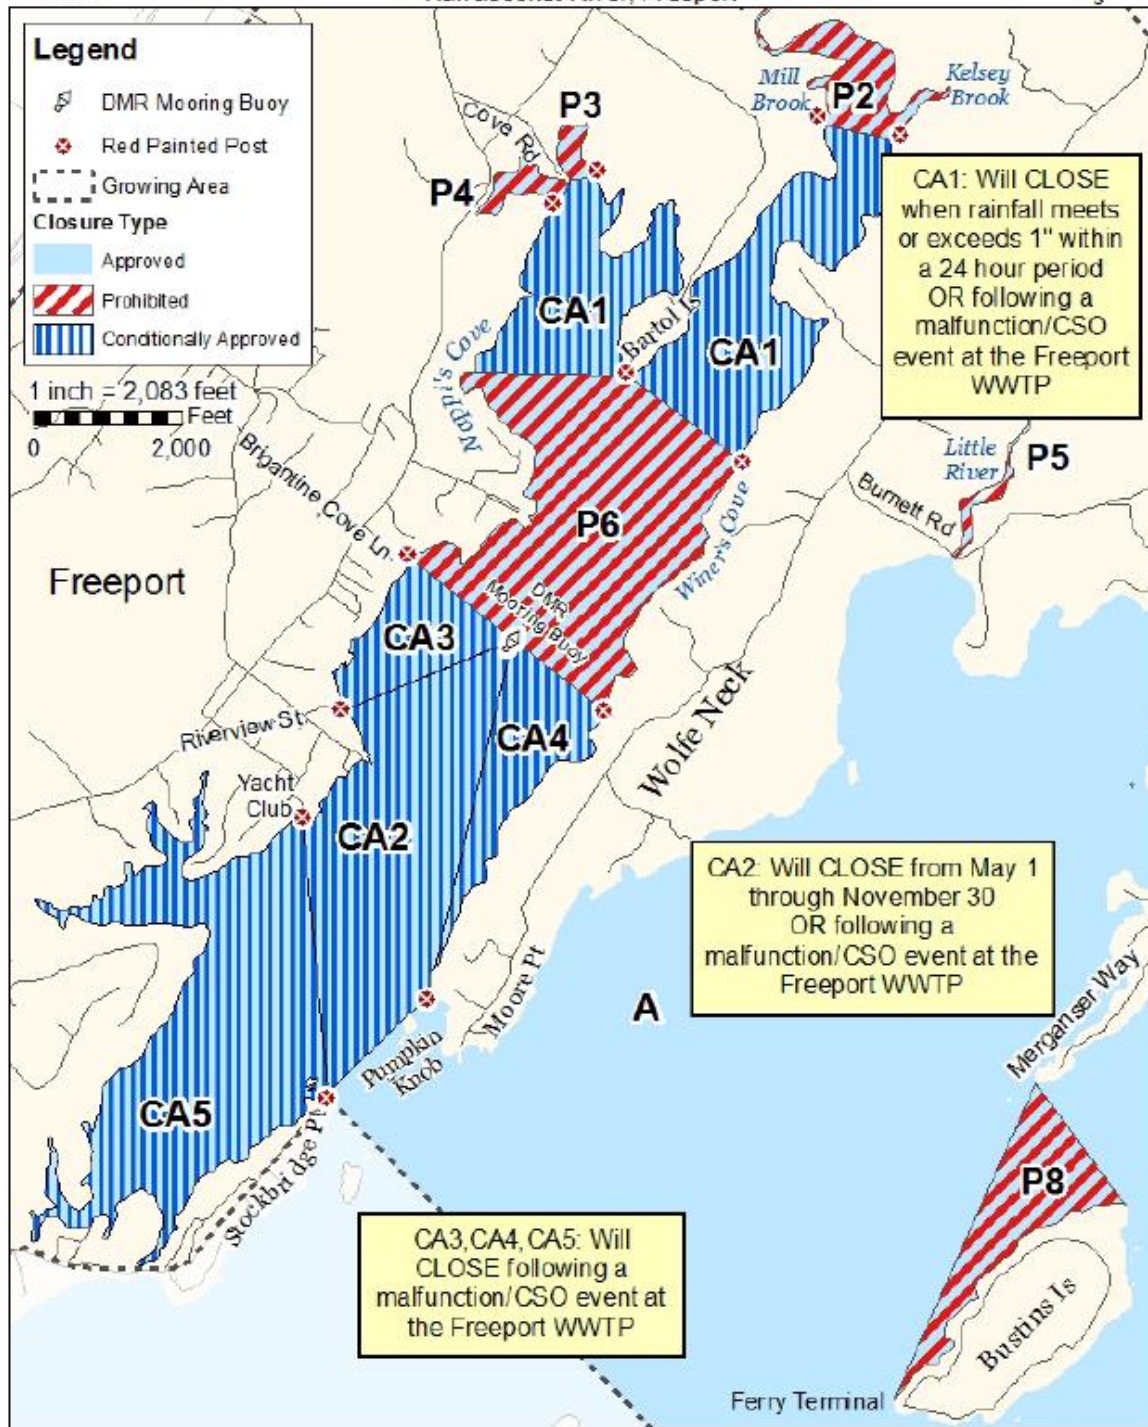 Legend
DMR Mooring Buoy
Red Painted Post
Growing Area
Closure Type
Approved
Prohibited
Conditionally Approved
1 inch = 2,083 feet
Feet
0 2,000
Mill
Brook
P2
Kelsey
Brook
P3
Cove Rd
P4
CA1: Will CLOSE
when rainfall meets
or exceeds 1" within
a 24 hour period
OR following a
malfunction/CSO
event at the Freeport
WWTP
CA1
Bartol Is
CA1
Brigantine Cove Ln.
Little
River
P5
Burnett Rd
P6
Winer's Cove
Freeport
DMR
Mooring Buoy
CA3
Riverview St.
CA4
Wolfe Neck
Yacht
Club
CA2
CA2: Will CLOSE from May 1
through November 30
OR following a
malfunction/CSO event at the
Freeport WWTP
A
Moore Pt
Merganser Way
Pumpkin
Knob
CA5
Stockbridge Pt
P8
CA3,CA4,CA5: Will
CLOSE following a
malfunction/CSO event at
the Freeport WWTP
Bustins Is
Ferry Terminal